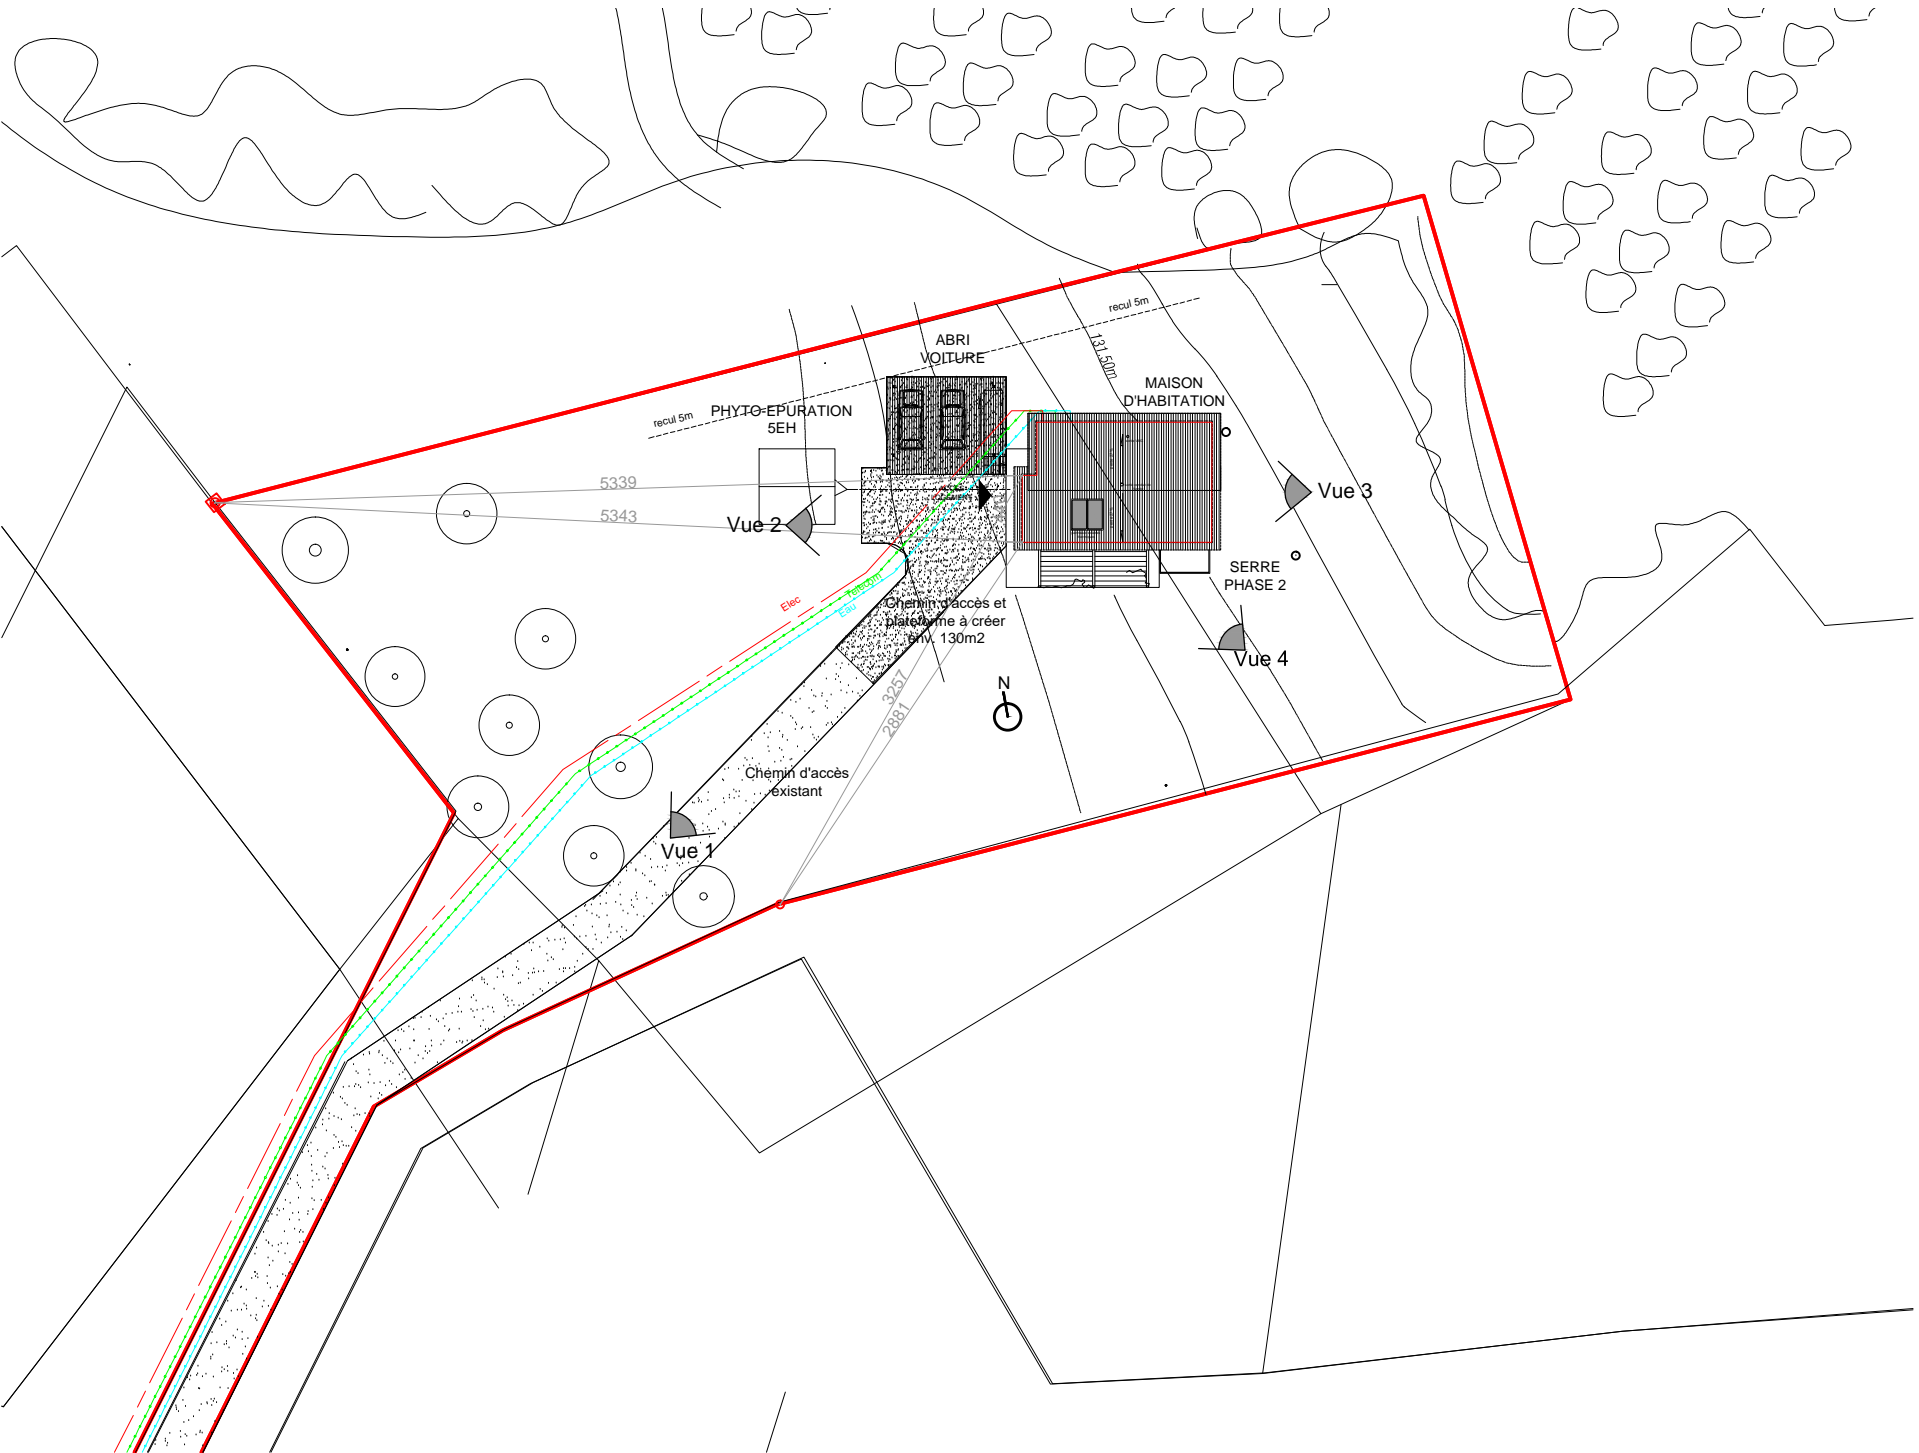 recul 5m
131.50m
ABRI
VOITURE
MAISON
D'HABITATION
recul 5m
PHYTO-EPURATION
5EH
5339
5343
Vue 2
Vue 3
SERRE
PHASE 2
Elec
Telecom
Eau
Chemin d'accès et
plateforme à créer
env. 130m2
Vue 4
3257
2881
N
Chemin d'accès
existant
Vue 1